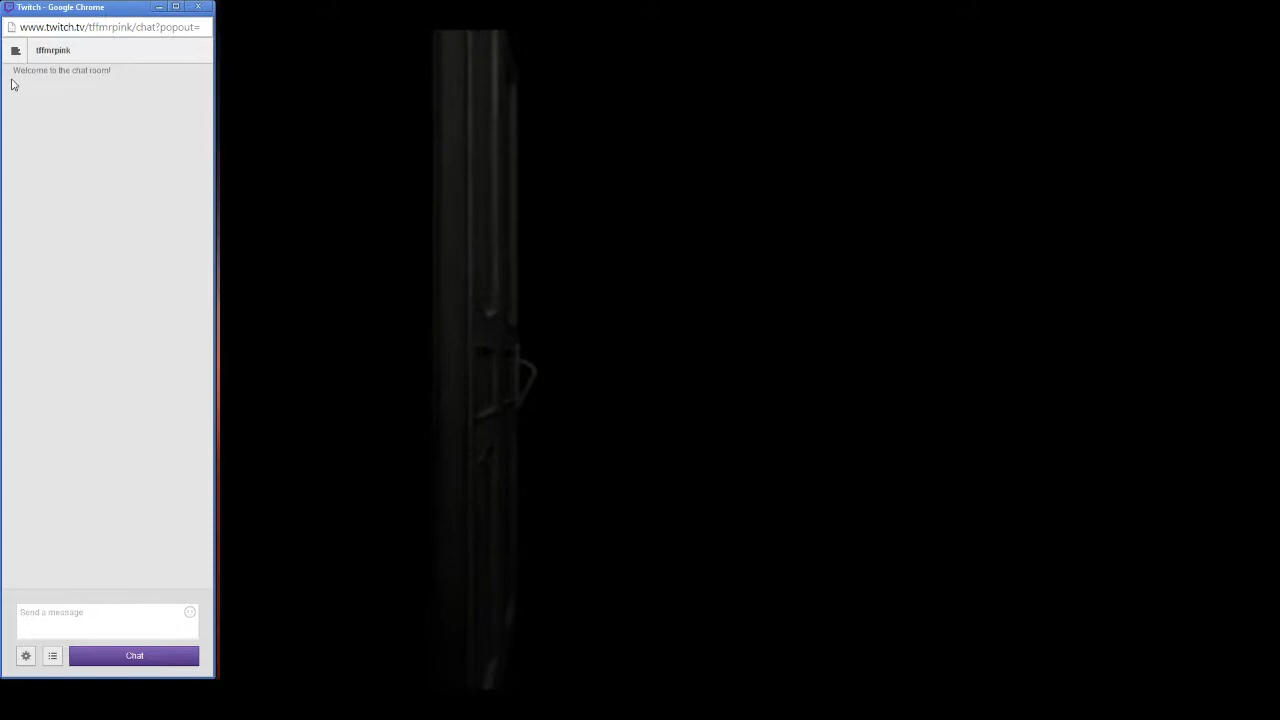 Twitch - Google Chrome
www.twitch.tv/tffmrpink/chat?popout=
tffmrpink
Welcome to the chat room!
Send a message
Chat